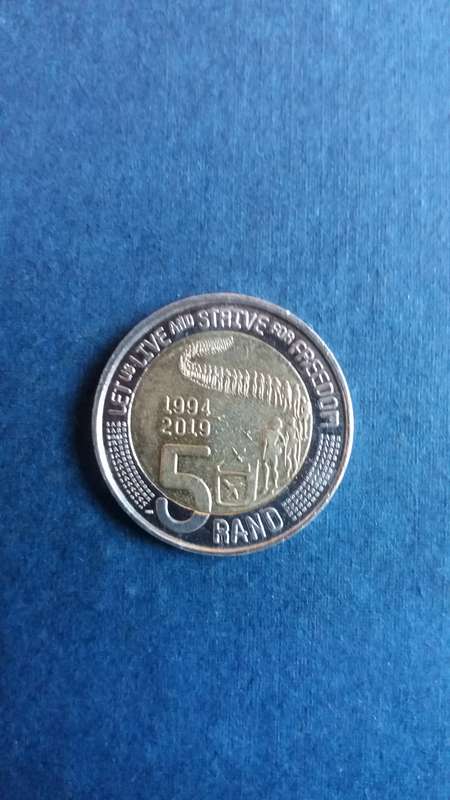 LET US LIVE AND STRIVE FOR FREEDOM
1994
2019
5
RAND